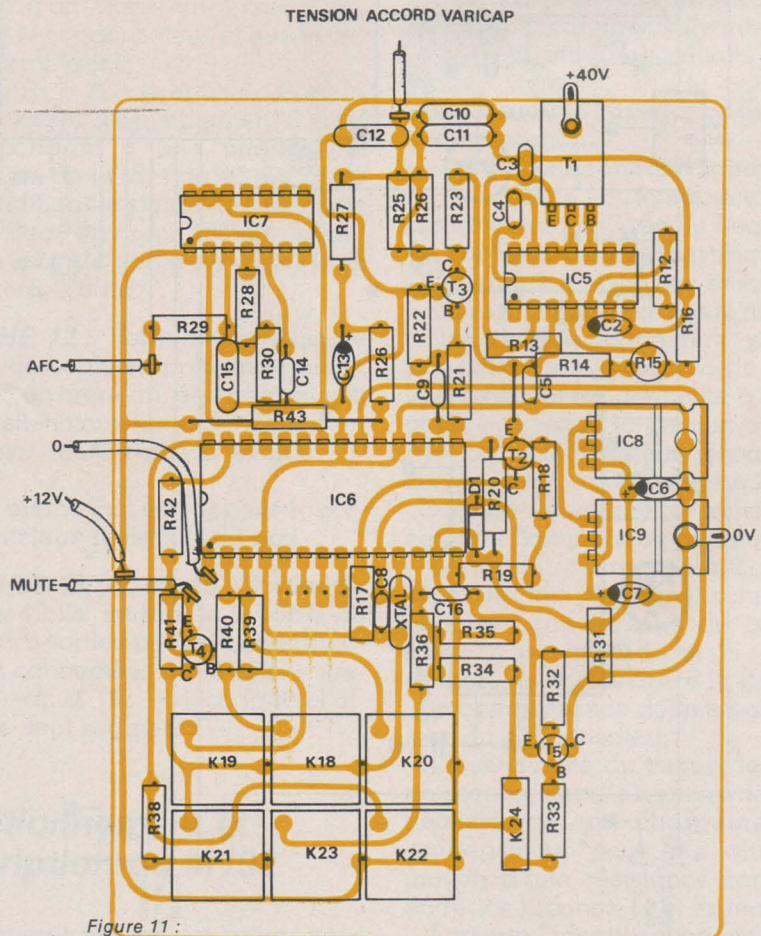 TENSION ACCORD VARICAP
+40V
C10
C12
C11
C3
T1
R27
R25
R26
R23
C4
E C B
IC7
IC5
R12
C
E T3
B
R28
R22
C2
R16
R29
R13
AFC
C15
R30
C14
C13
+
R26
C9
R21
C5
R14
R15
R43
0
E
T2
C
IC8
+12V
R42
IC6
D1
R20
R18
+ C6
IC9
0V
MUTE
R17
C8
XTAL
C16
R19
+ C7
R41
E
T4
C B
R40
R39
R36
R35
R34
R31
R32
K19
K18
K20
E T5 C
B
R38
K21
K23
K22
K24
R33
Figure 11 :